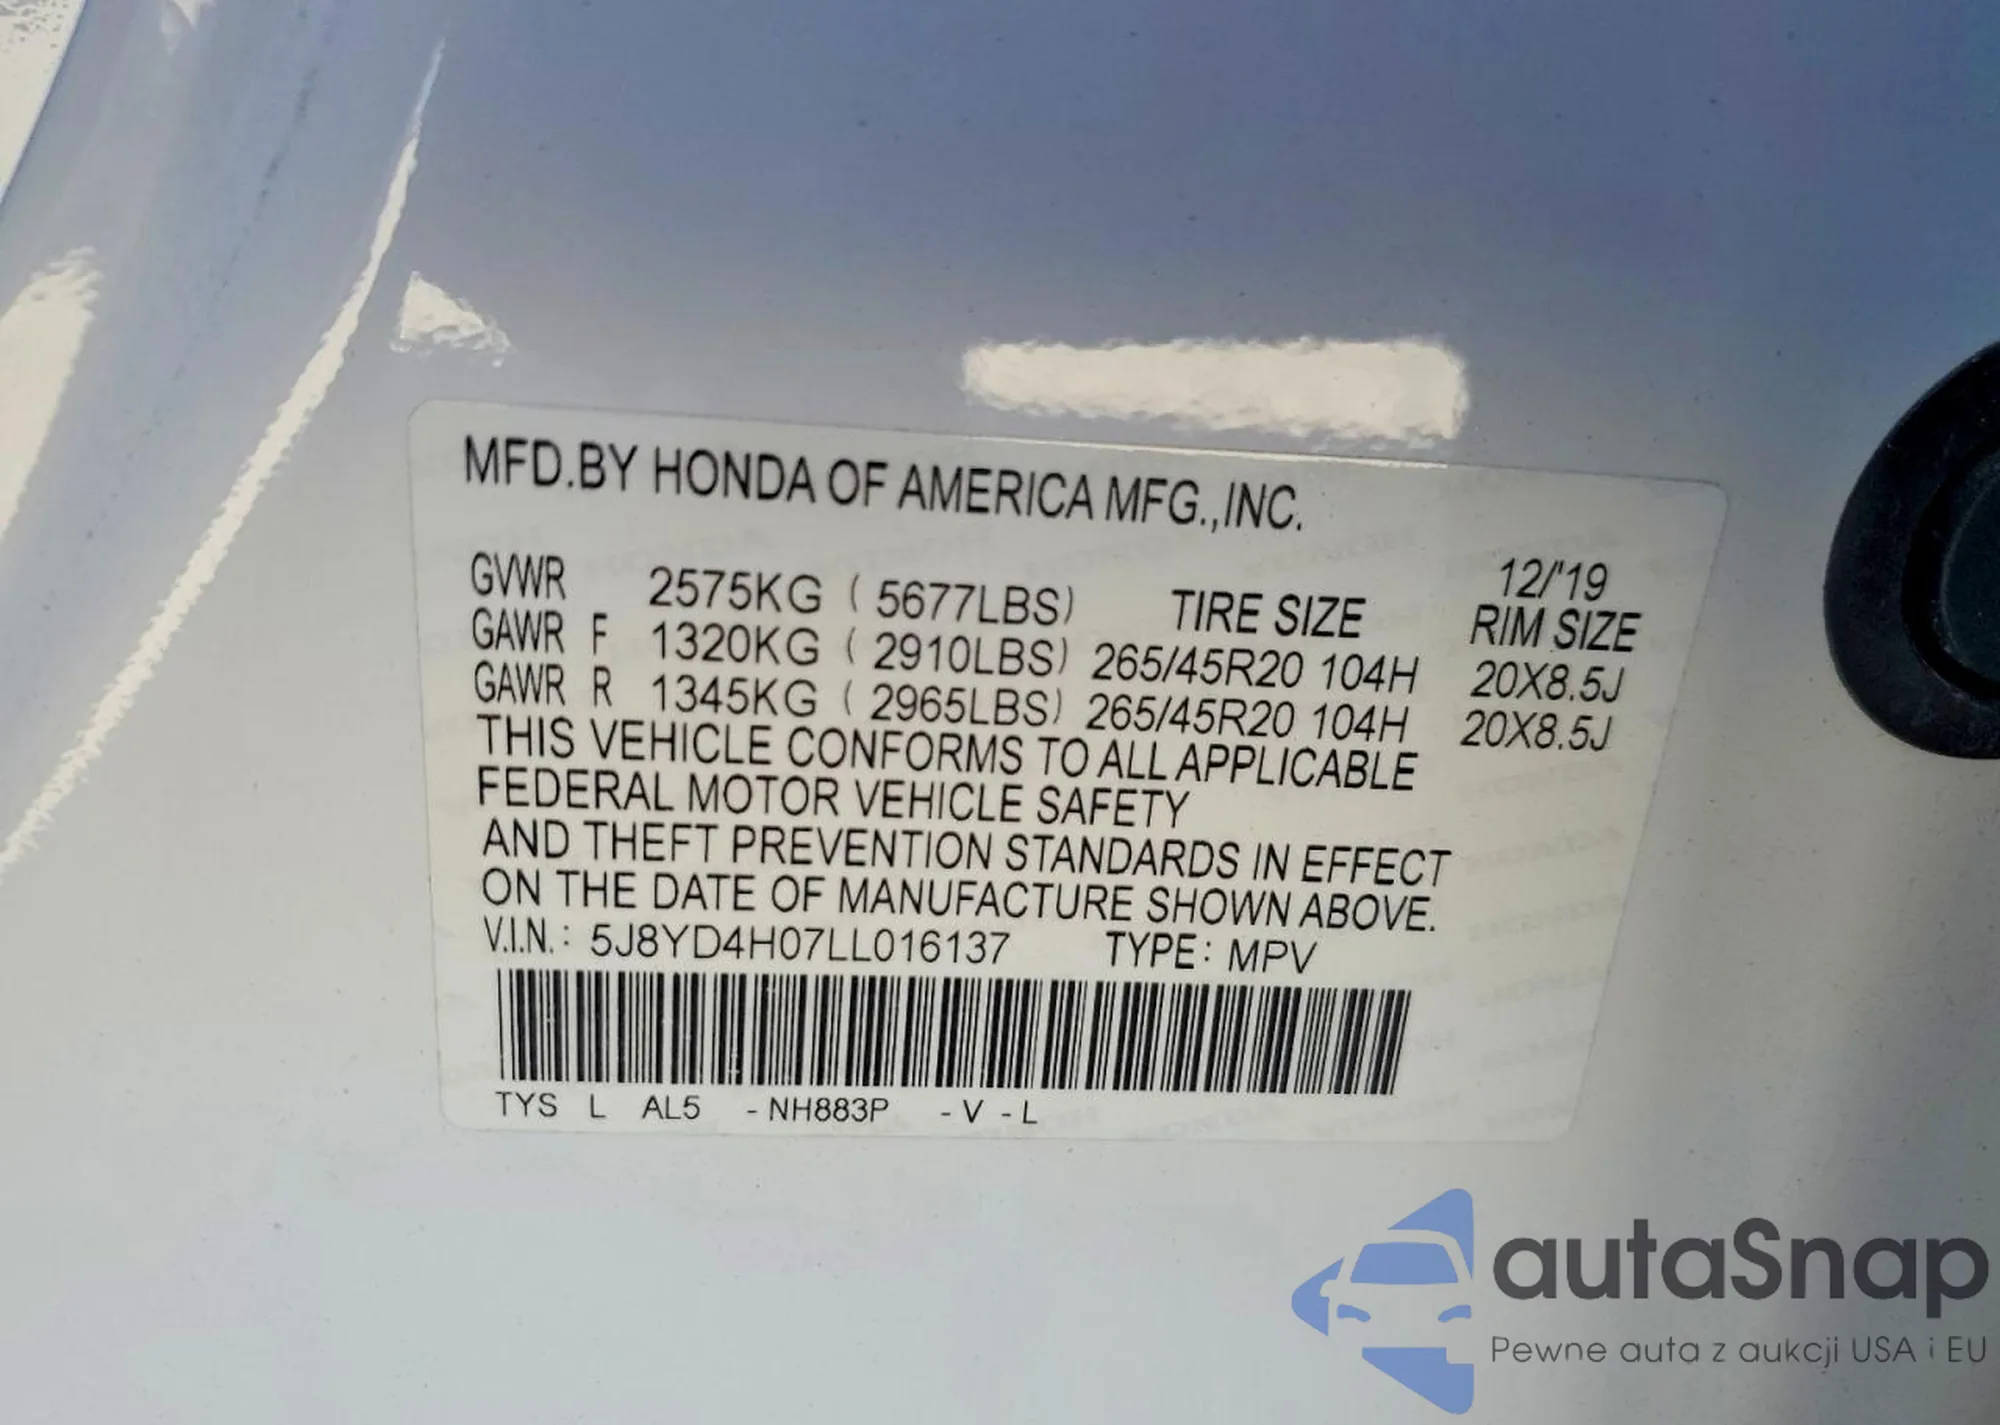 MFD.BY HONDA OF AMERICA MFG.,INC.
12/'19
GVWR 2575KG ( 5677LBS) TIRE SIZE RIM SIZE
GAWR F 1320KG ( 2910LBS) 265/45R20 104H 20X8.5J
GAWR R 1345KG ( 2965LBS) 265/45R20 104H 20X8.5J
THIS VEHICLE CONFORMS TO ALL APPLICABLE
FEDERAL MOTOR VEHICLE SAFETY
AND THEFT PREVENTION STANDARDS IN EFFECT
ON THE DATE OF MANUFACTURE SHOWN ABOVE.
V.I.N.: 5J8YD4H07LL016137 TYPE: MPV
TYS L AL5 -NH883P -V -L
autaSnap
Pewne auta z aukcji USA i EU